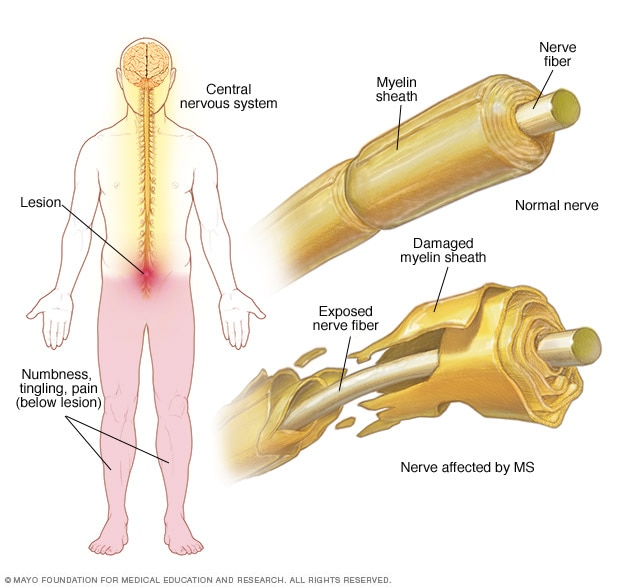 Central
nervous system
Lesion
Numbness,
tingling, pain
(below lesion)
Nerve
fiber
Myelin
sheath
Normal nerve
Damaged
myelin sheath
Exposed
nerve fiber
Nerve affected by MS
© MAYO FOUNDATION FOR MEDICAL EDUCATION AND RESEARCH. ALL RIGHTS RESERVED.